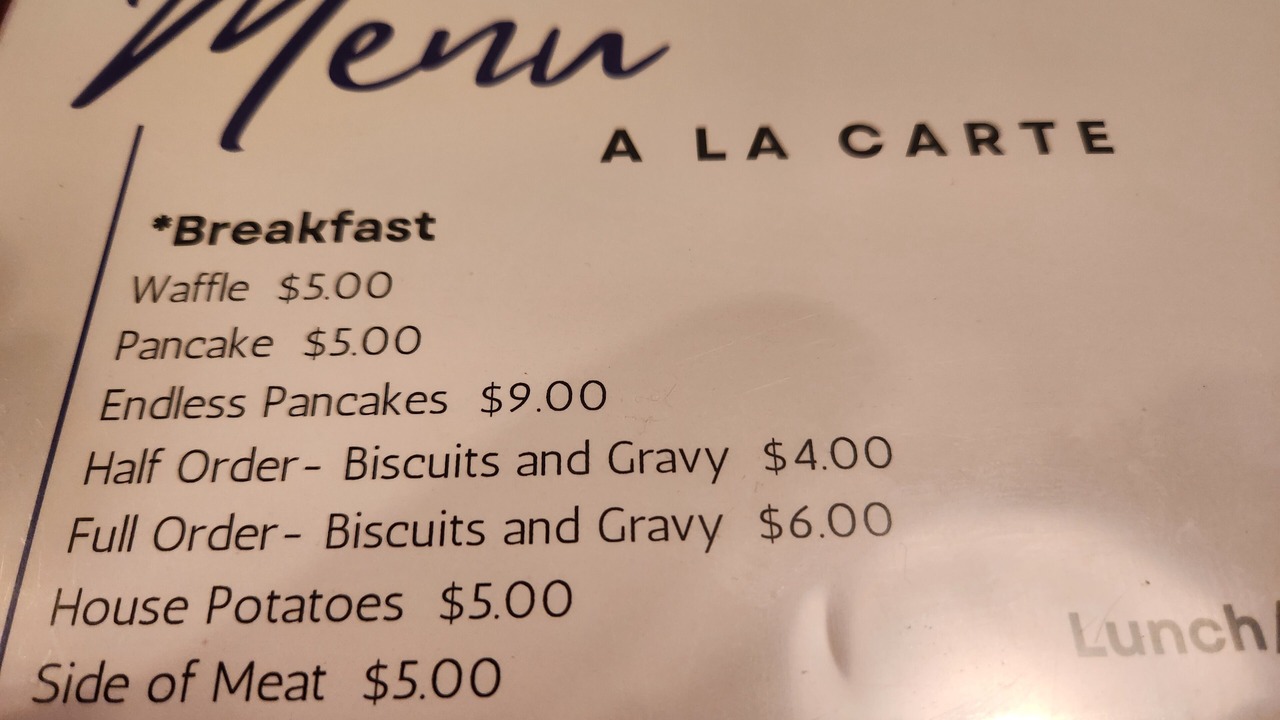 Menu
A LA CARTE
*Breakfast
Waffle $5.00
Pancake $5.00
Endless Pancakes $9.00
Half Order- Biscuits and Gravy $4.00
Full Order- Biscuits and Gravy $6.00
House Potatoes $5.00
Side of Meat $5.00
Lunch/